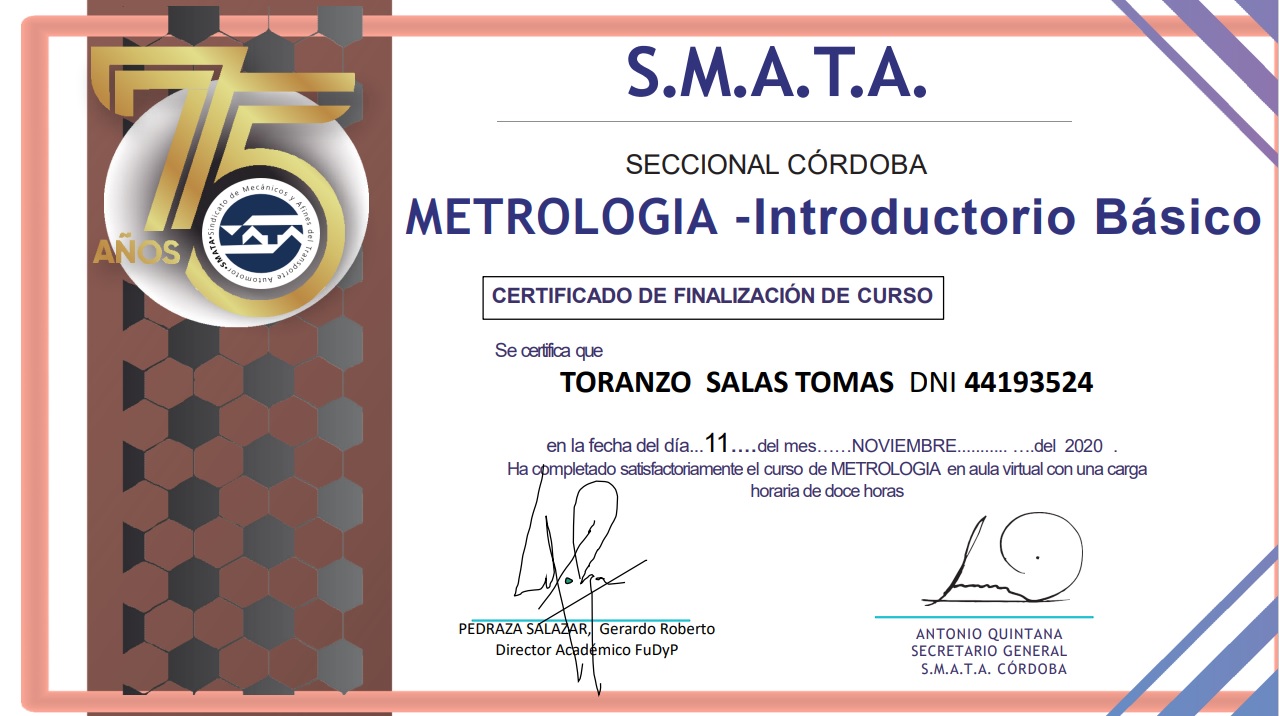 75
AÑOS
Sindicato de Mecánicos y Afines del Transporte Automotor•SMATA•
SMATA
S.M.A.T.A.
SECCIONAL CÓRDOBA
METROLOGIA -Introductorio Básico
CERTIFICADO DE FINALIZACIÓN DE CURSO
Se certifica que
TORANZO SALAS TOMAS DNI 44193524
en la fecha del día...11....del mes……NOVIEMBRE........... ….del 2020 .
Ha completado satisfactoriamente el curso de METROLOGIA en aula virtual con una carga
horaria de doce horas
PEDRAZA SALAZAR, Gerardo Roberto
Director Académico FuDyP
ANTONIO QUINTANA
SECRETARIO GENERAL
S.M.A.T.A. CÓRDOBA